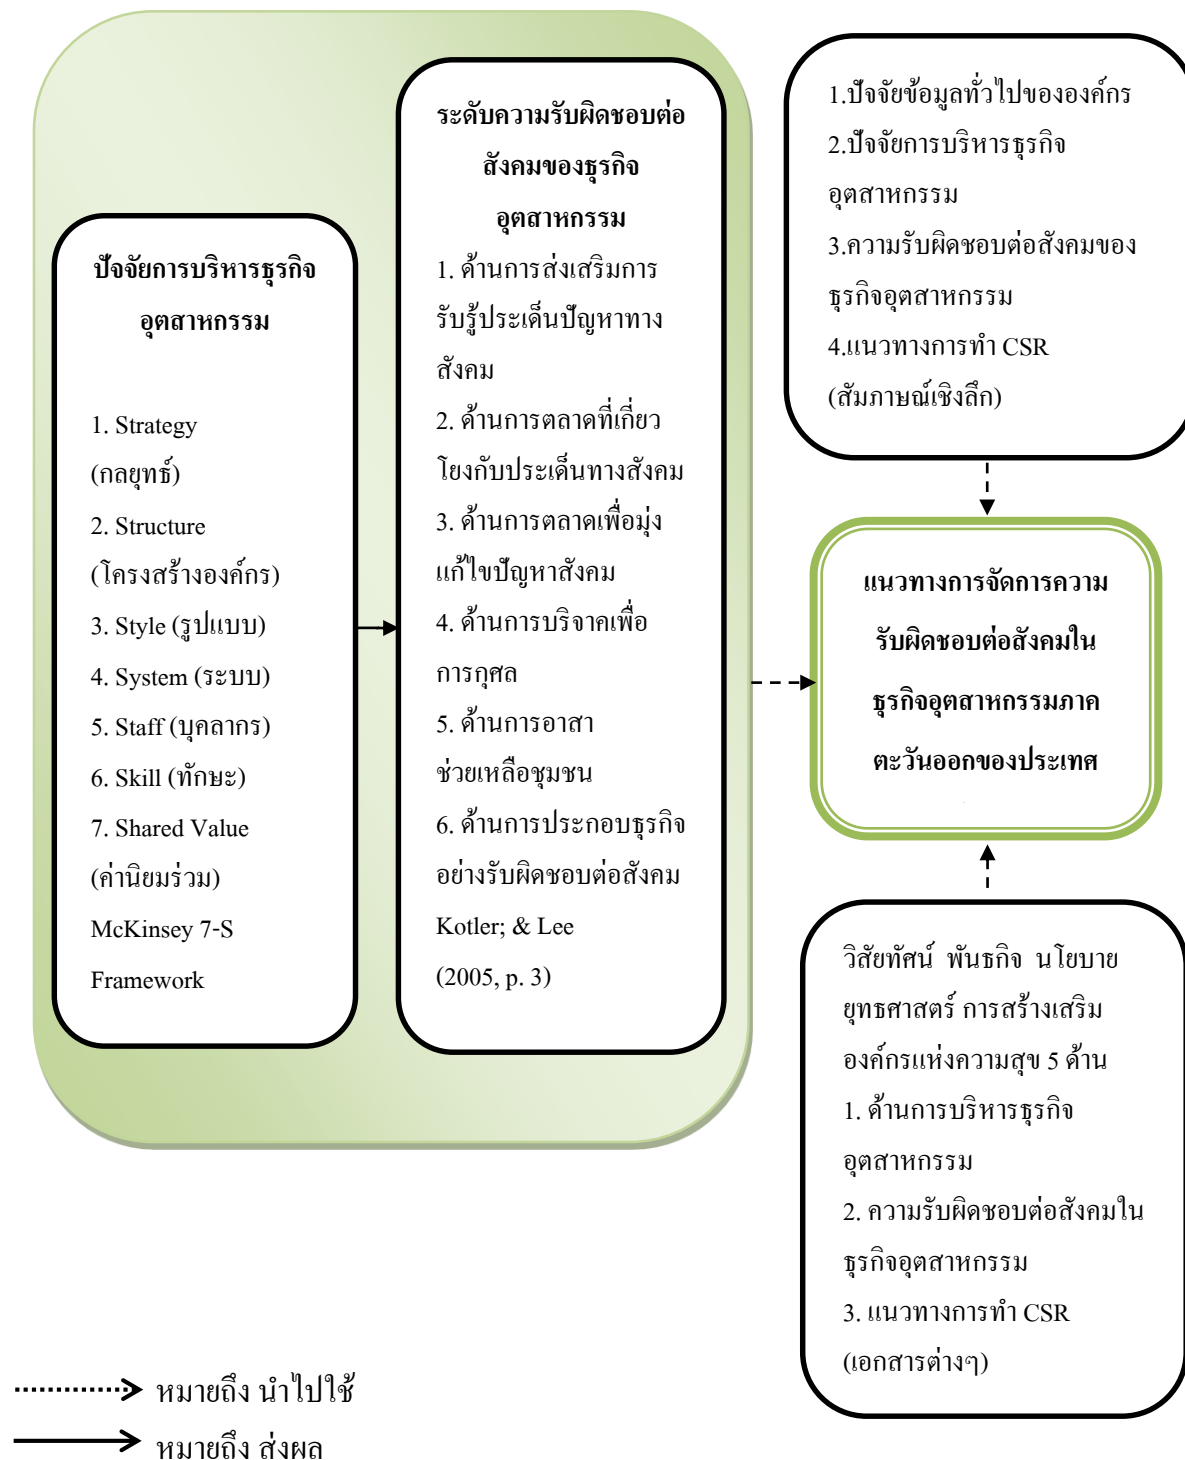 ปัจจัยการบริหารธุรกิจ
อุตสาหกรรม
1. Strategy
(กลยุทธ์)
2. Structure
(โครงสร้างองค์กร)
3. Style (รูปแบบ)
4. System (ระบบ)
5. Staff (บุคลากร)
6. Skill (ทักษะ)
7. Shared Value
(ค่านิยมร่วม)
McKinsey 7-S
Framework
ระดับความรับผิดชอบต่อ
สังคมของธุรกิจ
อุตสาหกรรม
1. ด้านการส่งเสริมการ
รับรู้ประเด็นปัญหาทาง
สังคม
2. ด้านการตลาดที่เกี่ยว
โยงกับประเด็นทางสังคม
3. ด้านการตลาดเพื่อมุ่ง
แก้ไขปัญหาสังคม
4. ด้านการบริจาคเพื่อ
การกุศล
5. ด้านการอาสา
ช่วยเหลือชุมชน
6. ด้านการประกอบธุรกิจ
อย่างรับผิดชอบต่อสังคม
Kotler; & Lee
(2005, p. 3)
1.ปัจจัยข้อมูลทั่วไปขององค์กร
2.ปัจจัยการบริหารธุรกิจ
อุตสาหกรรม
3.ความรับผิดชอบต่อสังคมของ
ธุรกิจอุตสาหกรรม
4.แนวทางการทำ CSR
(สัมภาษณ์เชิงลึก)
แนวทางการจัดการความ
รับผิดชอบต่อสังคมใน
ธุรกิจอุตสาหกรรมภาค
ตะวันออกของประเทศ
วิสัยทัศน์ พันธกิจ นโยบาย
ยุทธศาสตร์ การสร้างเสริม
องค์กรแห่งความสุข 5 ด้าน
1. ด้านการบริหารธุรกิจ
อุตสาหกรรม
2. ความรับผิดชอบต่อสังคมใน
ธุรกิจอุตสาหกรรม
3. แนวทางการทำ CSR
(เอกสารต่างๆ)
หมายถึง นำไปใช้
หมายถึง ส่งผล